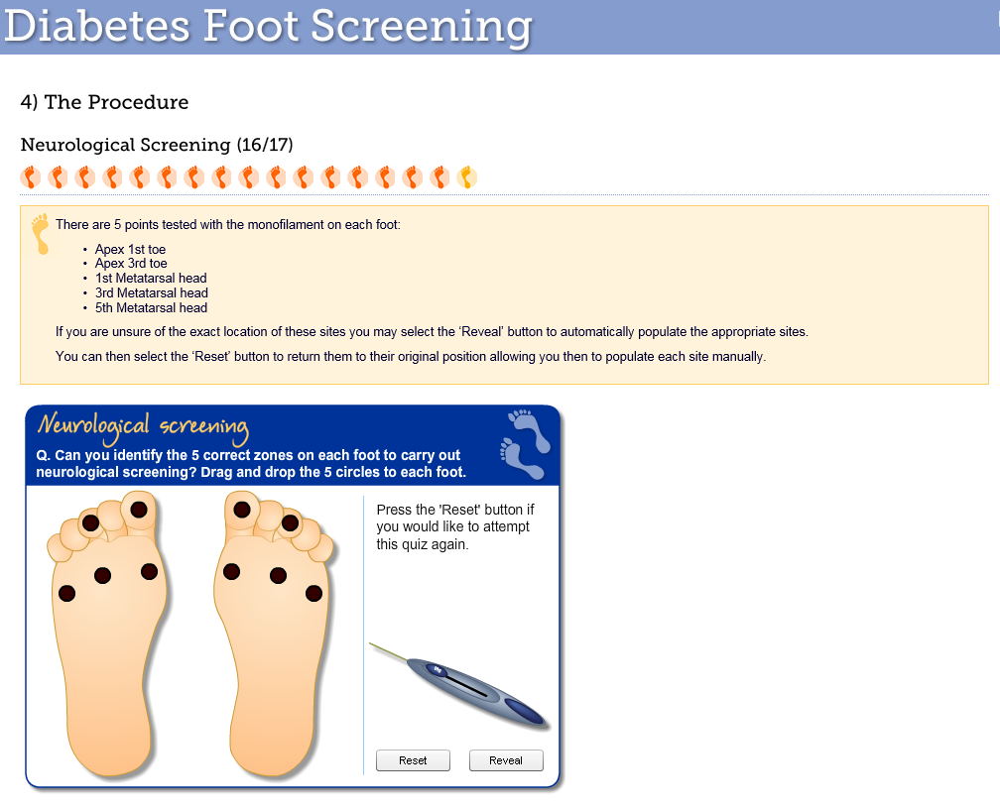 Diabetes Foot Screening
4) The Procedure
Neurological Screening (16/17)
There are 5 points tested with the monofilament on each foot:
• Apex 1st toe
• Apex 3rd toe
• 1st Metatarsal head
• 3rd Metatarsal head
• 5th Metatarsal head
If you are unsure of the exact location of these sites you may select the ‘Reveal’ button to automatically populate the appropriate sites.
You can then select the ‘Reset’ button to return them to their original position allowing you then to populate each site manually.
Neurological screening
Q. Can you identify the 5 correct zones on each foot to carry out
neurological screening? Drag and drop the 5 circles to each foot.
Press the 'Reset' button if
you would like to attempt
this quiz again.
Reset
Reveal